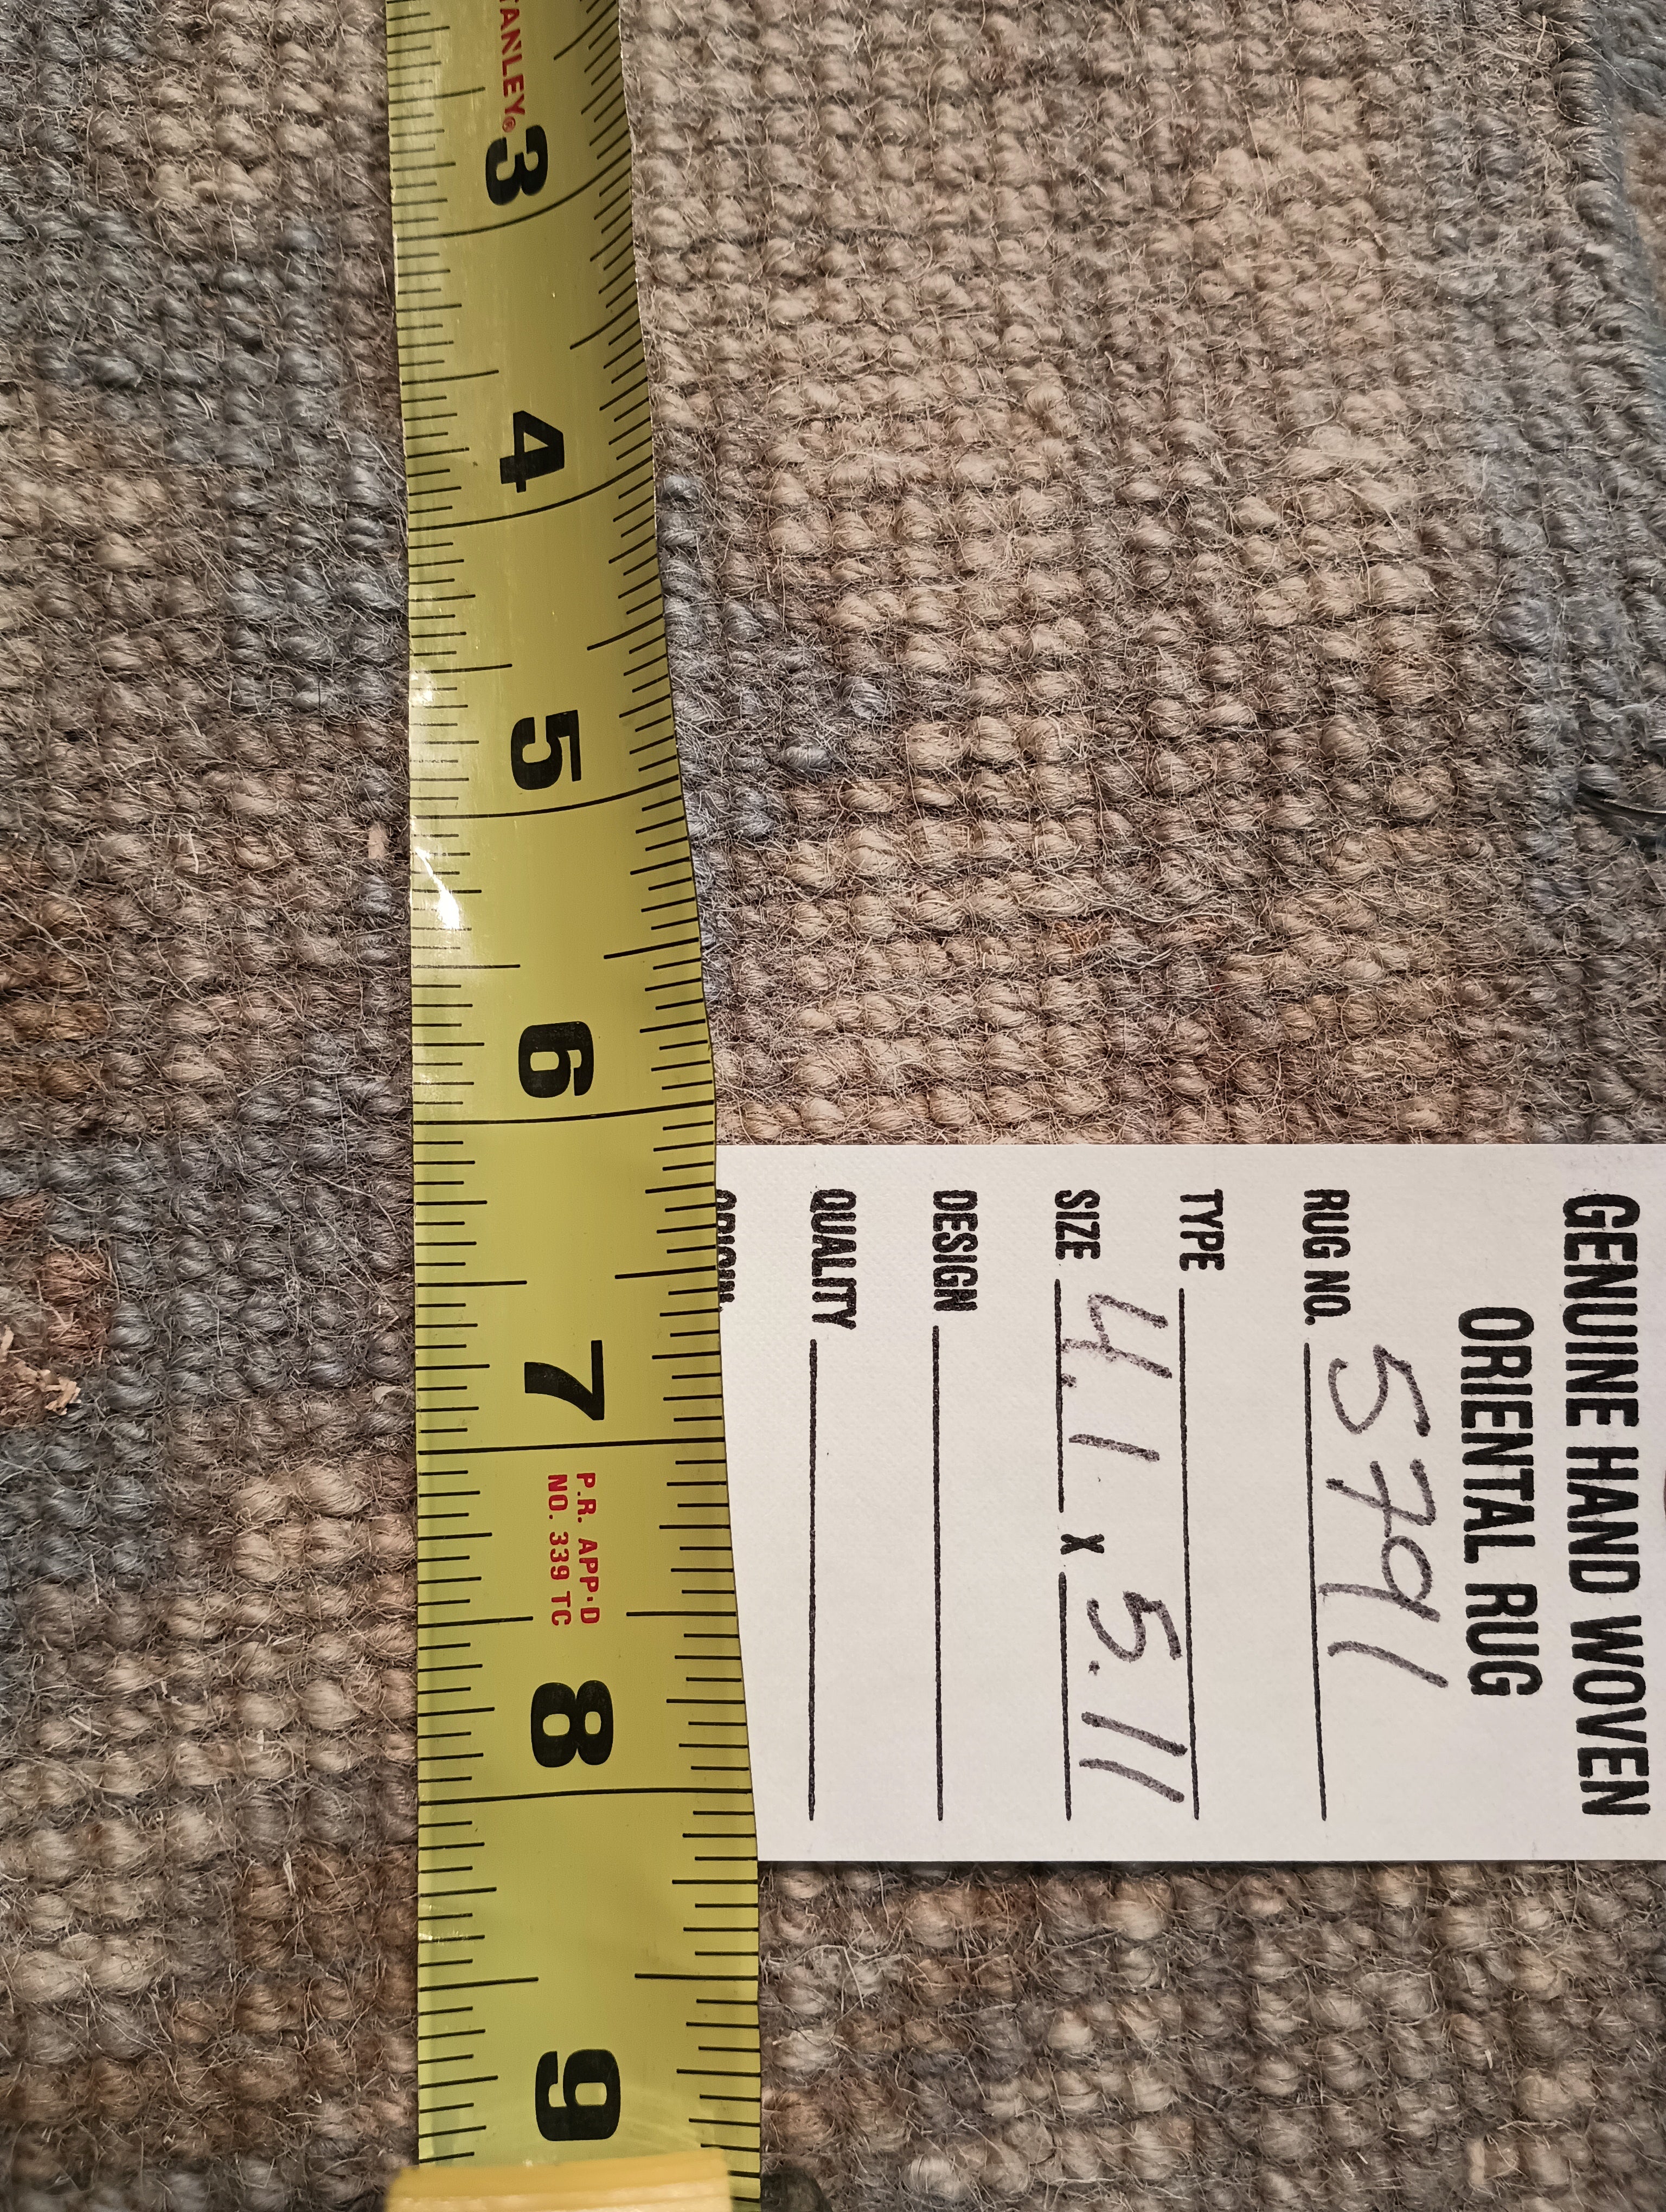 GENUINE HAND WOVEN
ORIENTAL RUG
RUG NO. 5791
TYPE
SIZE 4.1 x 5.11
DESIGN
QUALITY
3
4
5
6
7
P.R. APP'D
NO. 339 TC
8
9